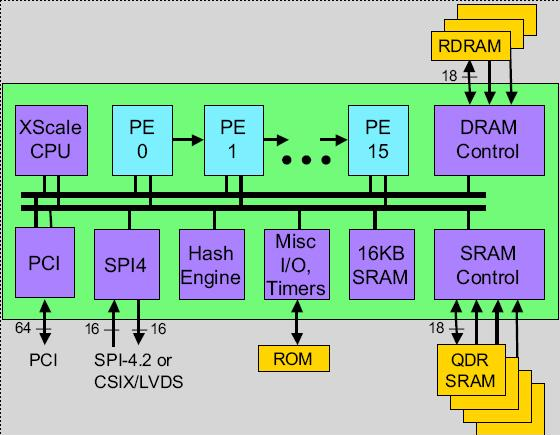 RDRAM
18
XScale
CPU
PE
0
PE
1
PE
15
DRAM
Control
PCI
SPI4
Hash
Engine
Misc
I/O,
Timers
16KB
SRAM
SRAM
Control
64
16
16
18
PCI
SPI-4.2 or
CSIX/LVDS
ROM
QDR
SRAM